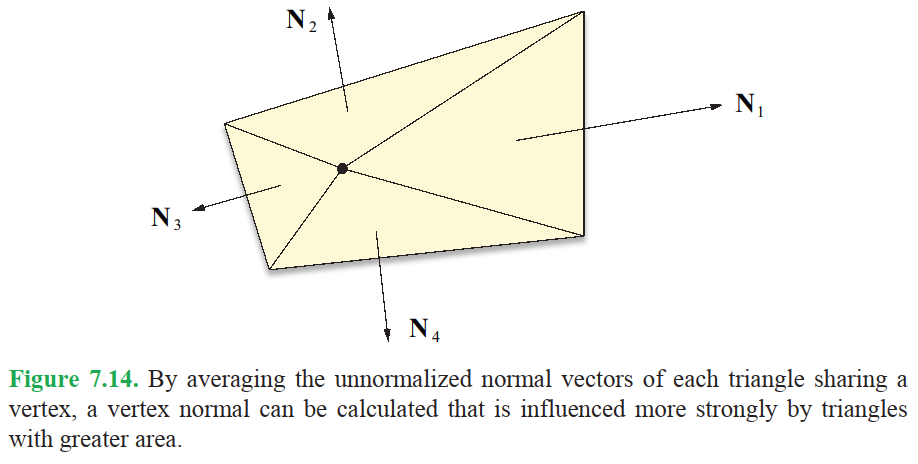 N2
N1
N3
N4
Figure 7.14. By averaging the unnormalized normal vectors of each triangle sharing a
vertex, a vertex normal can be calculated that is influenced more strongly by triangles
with greater area.